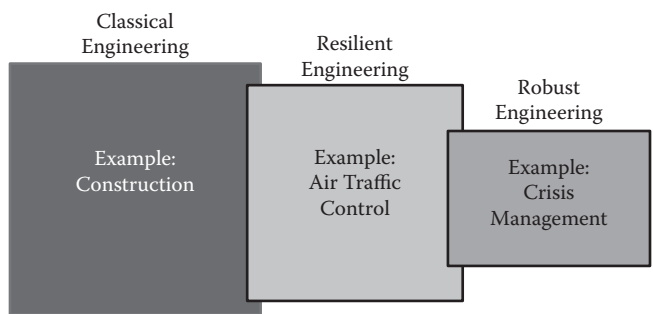 Classical
Engineering
Example:
Construction
Resilient
Engineering
Example:
Air Traffic
Control
Robust
Engineering
Example:
Crisis
Management